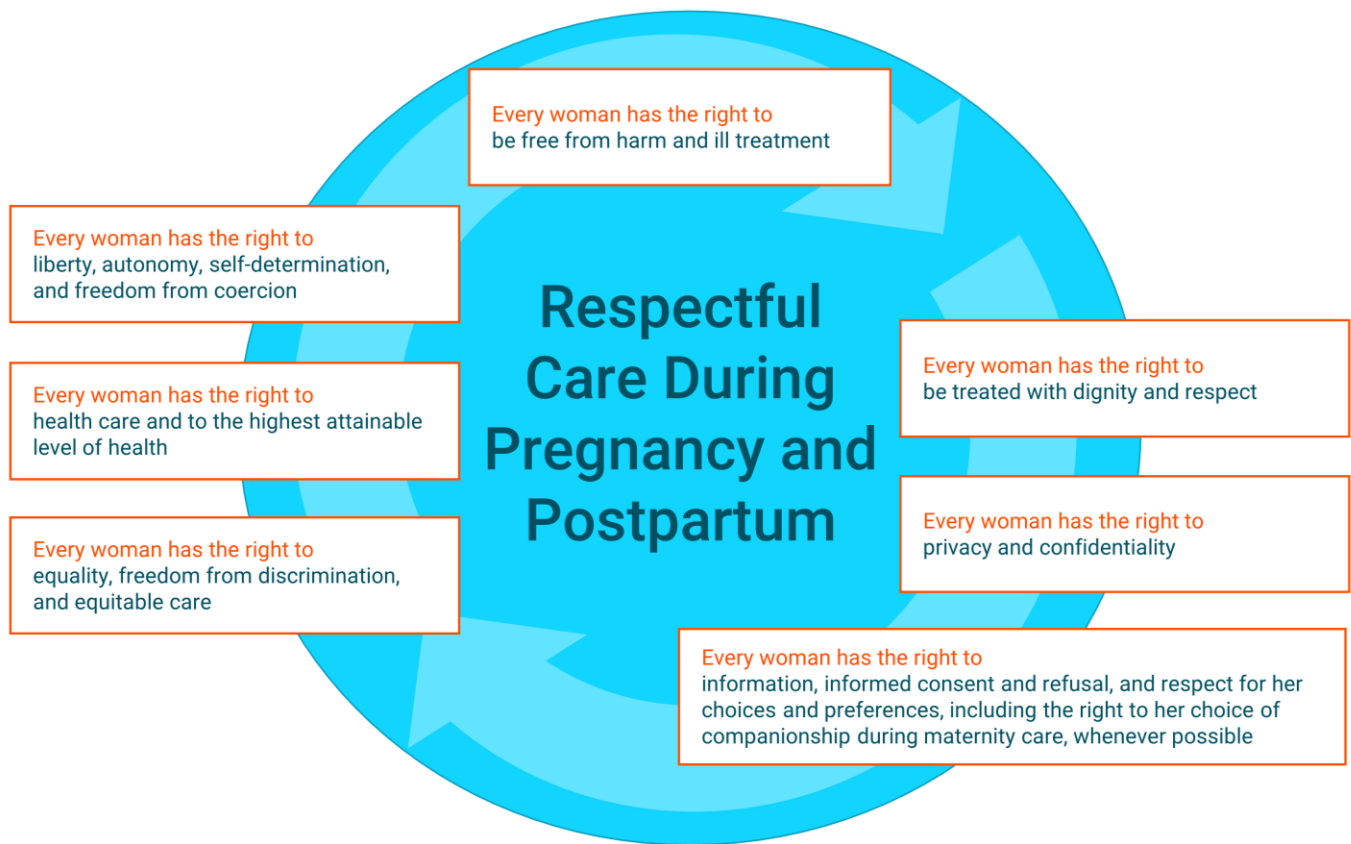 Every woman has the right to
be free from harm and ill treatment
Every woman has the right to
liberty, autonomy, self-determination,
and freedom from coercion
Every woman has the right to
health care and to the highest attainable
level of health
Every woman has the right to
equality, freedom from discrimination,
and equitable care
Respectful
Care During
Pregnancy and
Postpartum
Every woman has the right to
be treated with dignity and respect
Every woman has the right to
privacy and confidentiality
Every woman has the right to
information, informed consent and refusal, and respect for her
choices and preferences, including the right to her choice of
companionship during maternity care, whenever possible